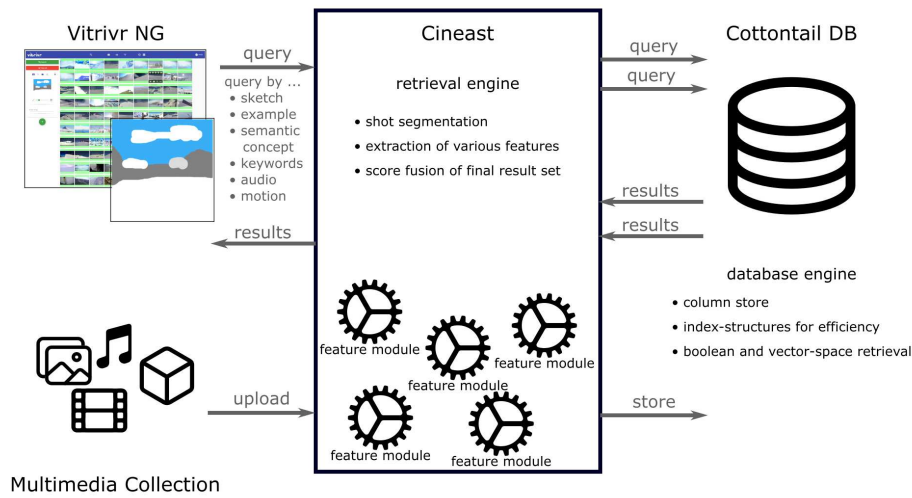 Vitrivr NG
Cineast
Cottontail DB
vitrivr
query
query by ...
• sketch
• example
• semantic
concept
• keywords
• audio
• motion
results
retrieval engine
• shot segmentation
• extraction of various features
• score fusion of final result set
query
query
results
results
database engine
• column store
• index-structures for efficiency
• boolean and vector-space retrieval
feature module
feature module
feature module
feature module
feature module
upload
store
Multimedia Collection